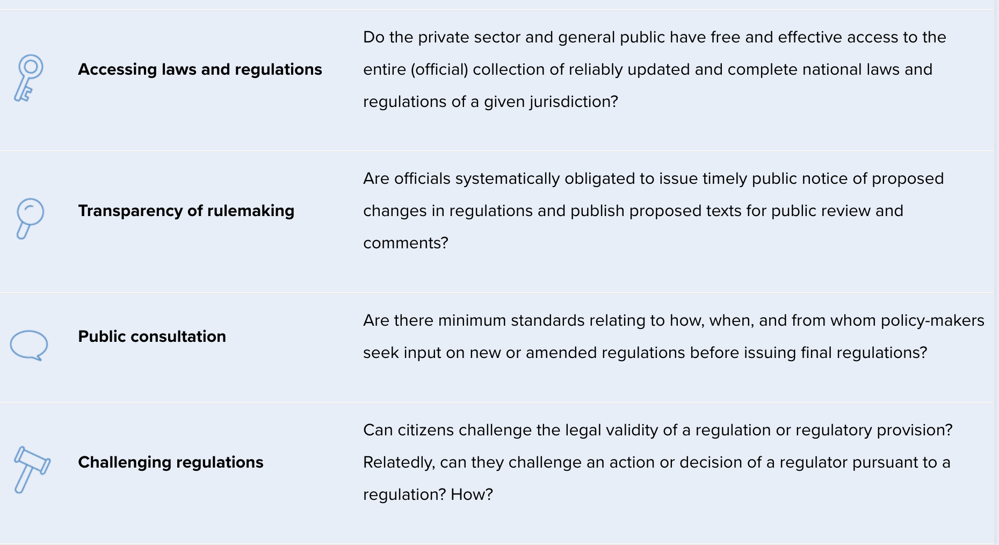 Accessing laws and regulations
Do the private sector and general public have free and effective access to the
entire (official) collection of reliably updated and complete national laws and
regulations of a given jurisdiction?
Transparency of rulemaking
Are officials systematically obligated to issue timely public notice of proposed
changes in regulations and publish proposed texts for public review and
comments?
Public consultation
Are there minimum standards relating to how, when, and from whom policy-makers
seek input on new or amended regulations before issuing final regulations?
Challenging regulations
Can citizens challenge the legal validity of a regulation or regulatory provision?
Relatedly, can they challenge an action or decision of a regulator pursuant to a
regulation? How?